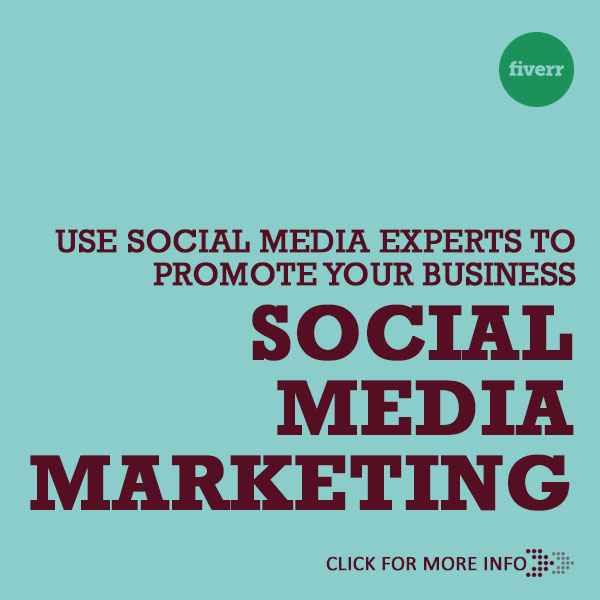 fiverr
USE SOCIAL MEDIA EXPERTS TO
PROMOTE YOUR BUSINESS
SOCIAL
MEDIA
MARKETING
CLICK FOR MORE INFO